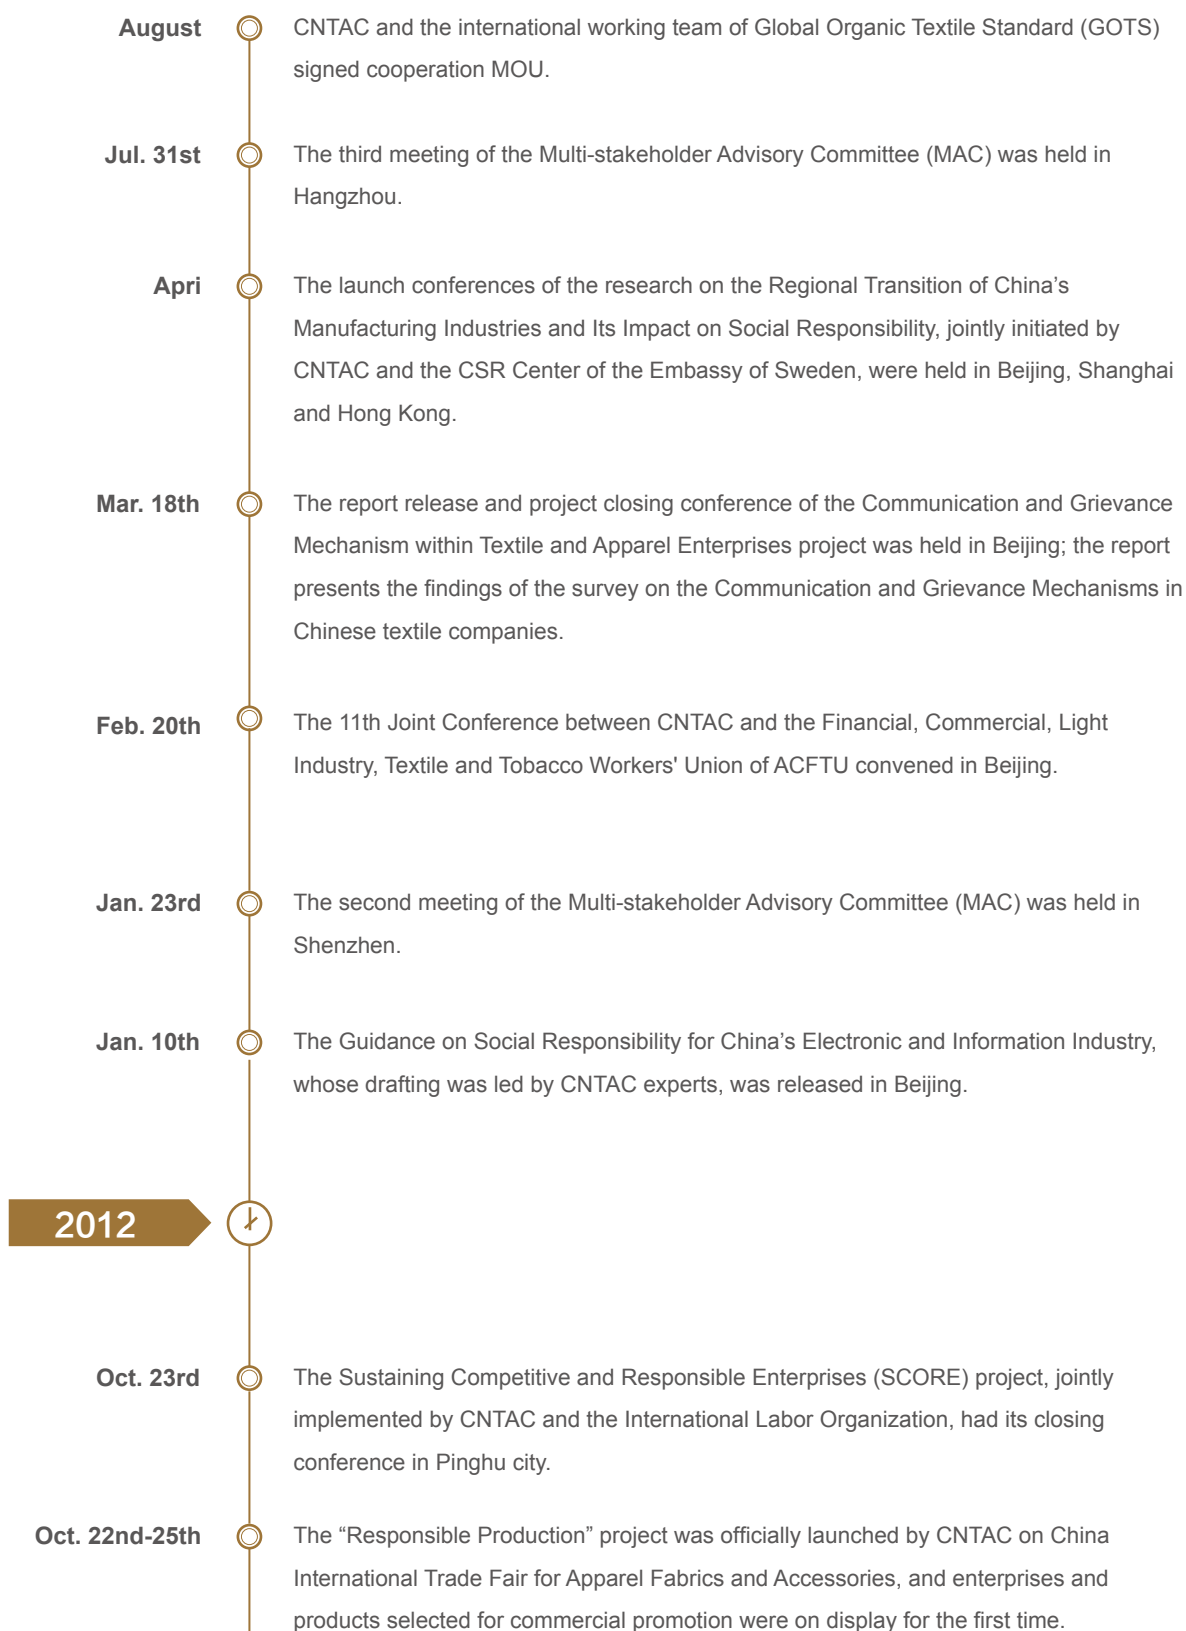 August
CNTAC and the international working team of Global Organic Textile Standard (GOTS)
signed cooperation MOU.
Jul. 31st
The third meeting of the Multi-stakeholder Advisory Committee (MAC) was held in
Hangzhou.
Apri
The launch conferences of the research on the Regional Transition of China’s
Manufacturing Industries and Its Impact on Social Responsibility, jointly initiated by
CNTAC and the CSR Center of the Embassy of Sweden, were held in Beijing, Shanghai
and Hong Kong.
Mar. 18th
The report release and project closing conference of the Communication and Grievance
Mechanism within Textile and Apparel Enterprises project was held in Beijing; the report
presents the findings of the survey on the Communication and Grievance Mechanisms in
Chinese textile companies.
Feb. 20th
The 11th Joint Conference between CNTAC and the Financial, Commercial, Light
Industry, Textile and Tobacco Workers' Union of ACFTU convened in Beijing.
Jan. 23rd
The second meeting of the Multi-stakeholder Advisory Committee (MAC) was held in
Shenzhen.
Jan. 10th
The Guidance on Social Responsibility for China’s Electronic and Information Industry,
whose drafting was led by CNTAC experts, was released in Beijing.
2012
Oct. 23rd
The Sustaining Competitive and Responsible Enterprises (SCORE) project, jointly
implemented by CNTAC and the International Labor Organization, had its closing
conference in Pinghu city.
Oct. 22nd-25th
The “Responsible Production” project was officially launched by CNTAC on China
International Trade Fair for Apparel Fabrics and Accessories, and enterprises and
products selected for commercial promotion were on display for the first time.